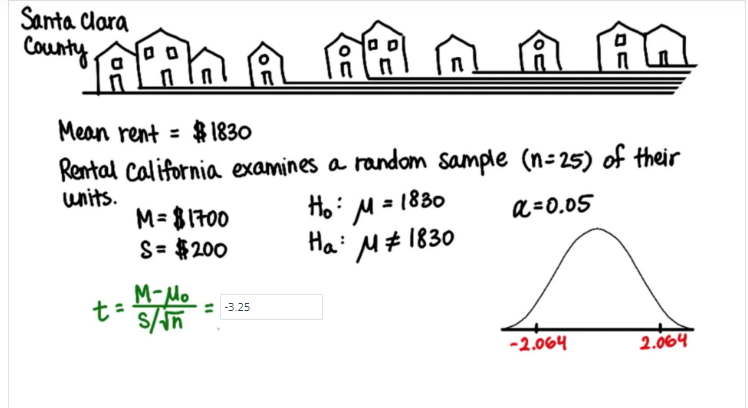 Santa Clara
County
Mean rent = $1830
Rental California examines a random sample (n=25) of their
units.
M = $1700
S = $200
H₀: µ = 1830
Hₐ: µ ≠ 1830
α=0.05
t = M-µ₀ / S/√n = -3.25
-2.064 2.064